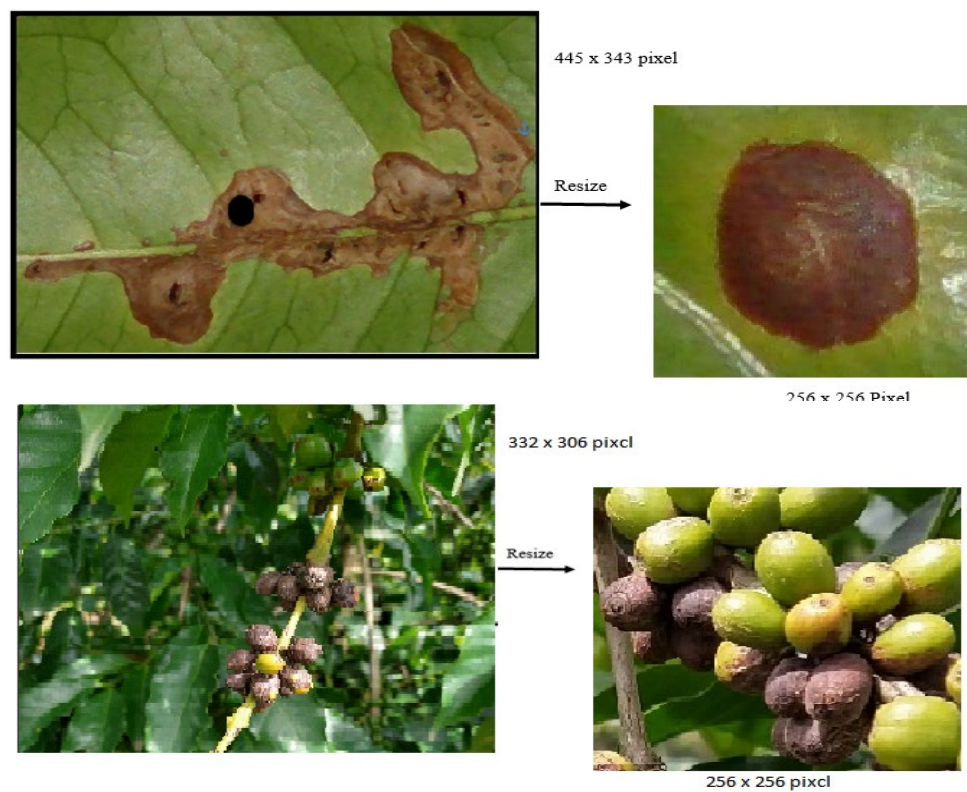 445 x 343 pixel
Resize
256 x 256 Pixel
332 x 306 pixcl
Resize
256 x 256 pixcl